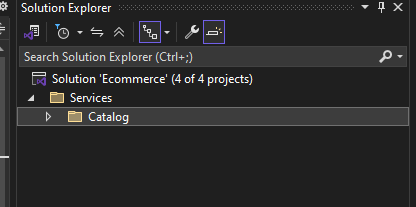 Solution Explorer
Search Solution Explorer (Ctrl+;)
Solution 'Ecommerce' (4 of 4 projects)
Services
Catalog